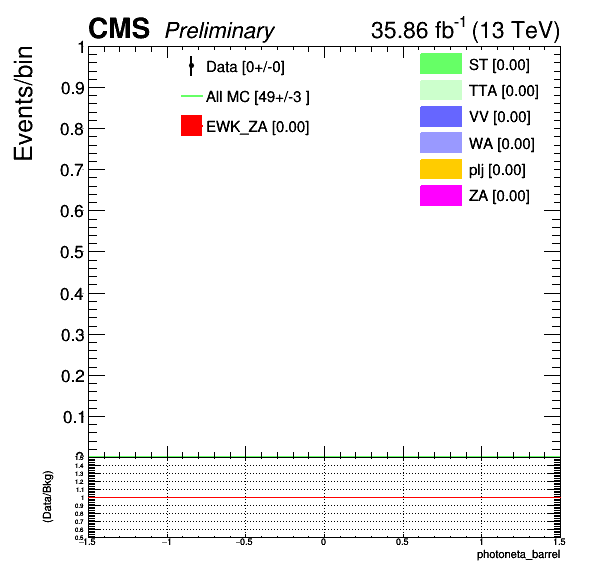 CMS Preliminary 35.86 fb-1 (13 TeV)
Events/bin
1
0.9
0.8
0.7
0.6
0.5
0.4
0.3
0.2
0.1
Data [0+/-0]
All MC [49+/-3 ]
EWK_ZA [0.00]
ST [0.00]
TTA [0.00]
VV [0.00]
WA [0.00]
plj [0.00]
ZA [0.00]
(Data/Bkg)
1.5
1.4
1.3
1.2
1.1
1
0.9
0.8
0.7
0.6
0.5
−1.5 −1 −0.5 0 0.5 1 1.5
photoneta_barrel